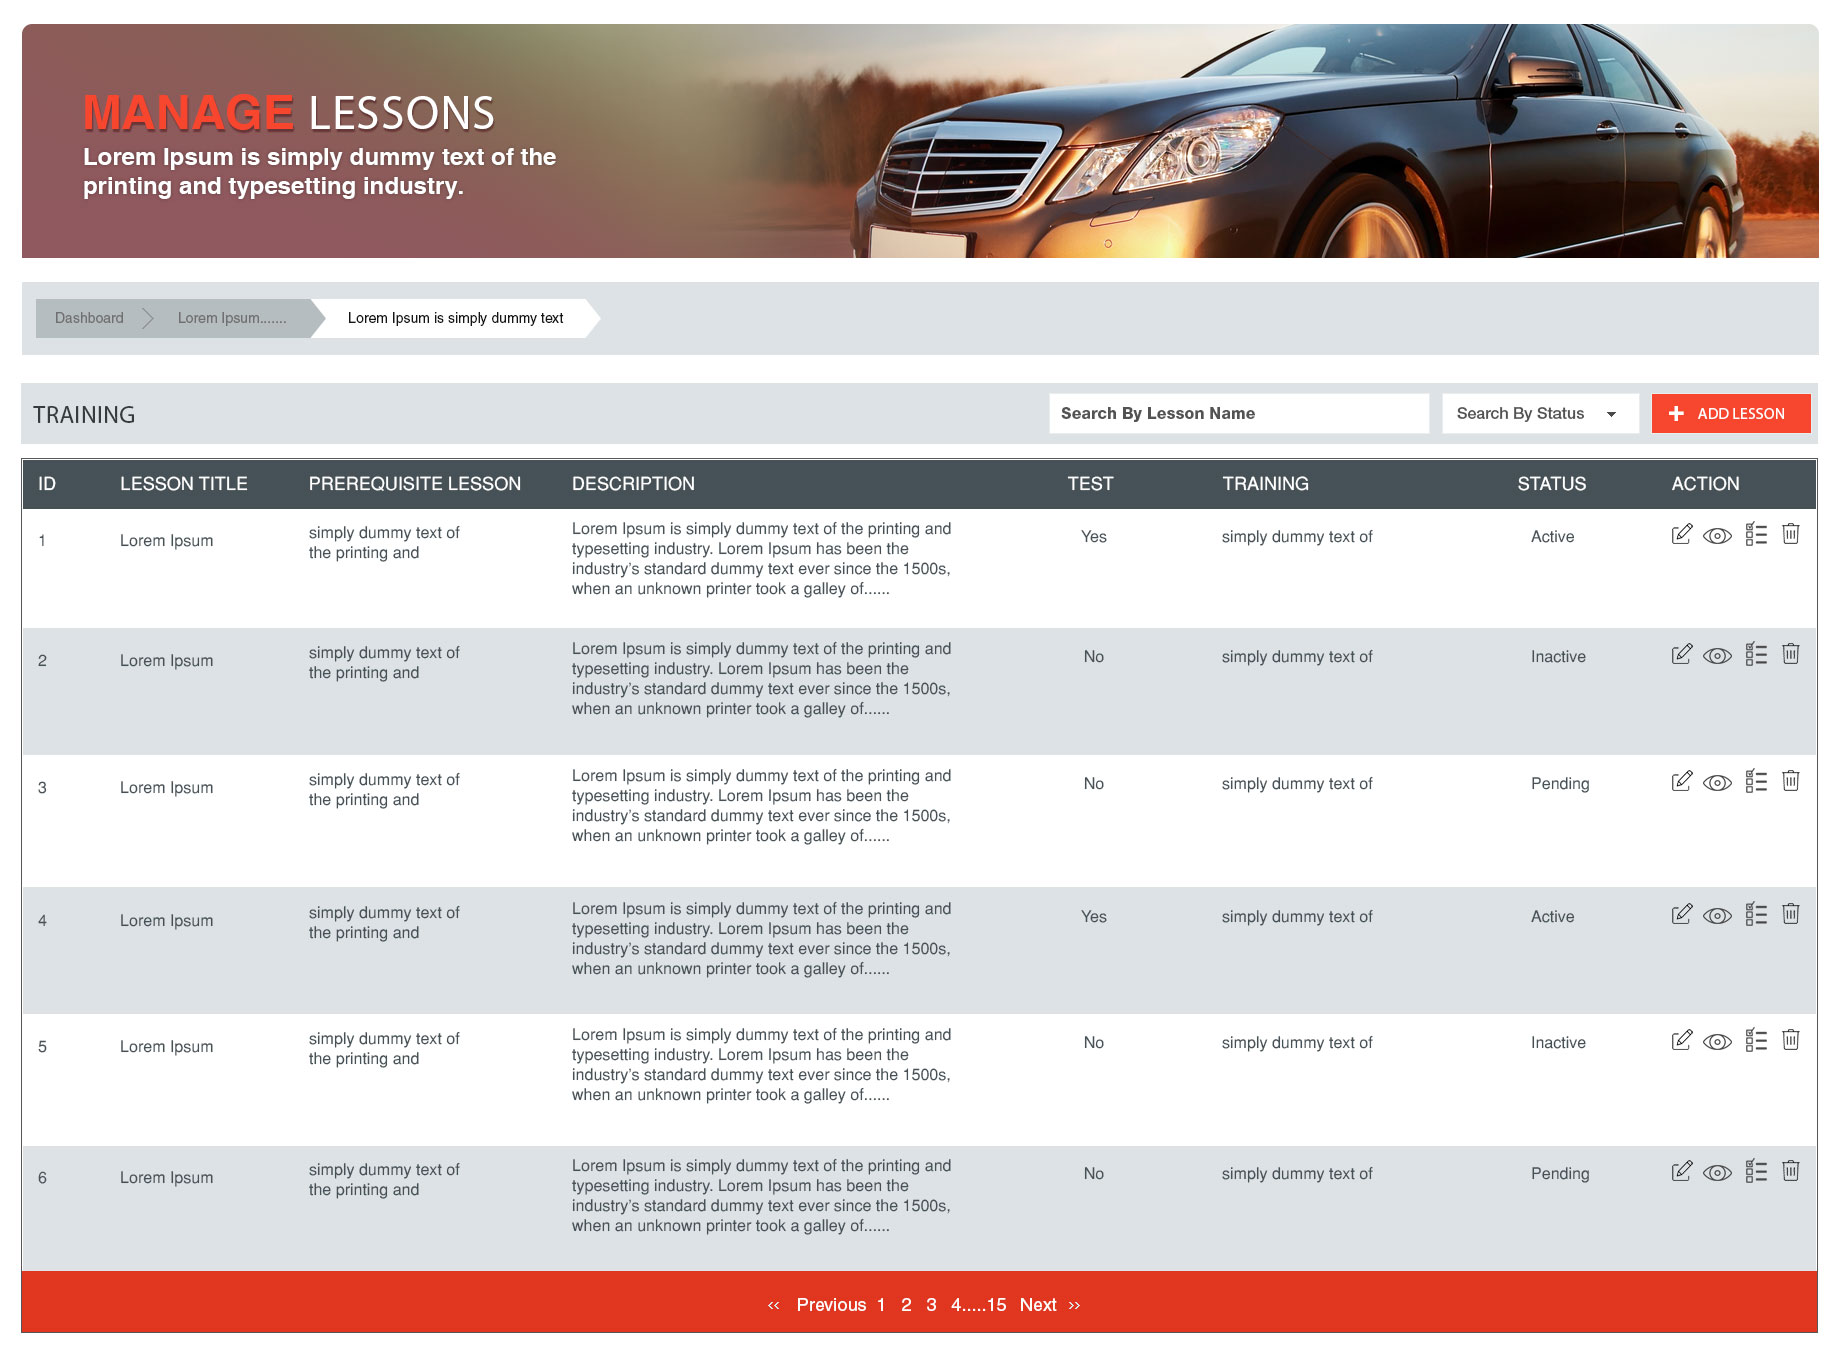 MANAGE LESSONS
Lorem Ipsum is simply dummy text of the
printing and typesetting industry.
Dashboard Lorem Ipsum....... Lorem Ipsum is simply dummy text
TRAINING Search By Lesson Name Search By Status ADD LESSON
ID LESSON TITLE PREREQUISITE LESSON DESCRIPTION TEST TRAINING STATUS ACTION
1 Lorem Ipsum
simply dummy text of
the printing and
Lorem Ipsum is simply dummy text of the printing and
typesetting industry. Lorem Ipsum has been the
industry's standard dummy text ever since the 1500s,
when an unknown printer took a galley of......
Yes simply dummy text of Active
2 Lorem Ipsum
simply dummy text of
the printing and
Lorem Ipsum is simply dummy text of the printing and
typesetting industry. Lorem Ipsum has been the
industry's standard dummy text ever since the 1500s,
when an unknown printer took a galley of......
No simply dummy text of Inactive
3 Lorem Ipsum
simply dummy text of
the printing and
Lorem Ipsum is simply dummy text of the printing and
typesetting industry. Lorem Ipsum has been the
industry's standard dummy text ever since the 1500s,
when an unknown printer took a galley of......
No simply dummy text of Pending
4 Lorem Ipsum
simply dummy text of
the printing and
Lorem Ipsum is simply dummy text of the printing and
typesetting industry. Lorem Ipsum has been the
industry's standard dummy text ever since the 1500s,
when an unknown printer took a galley of......
Yes simply dummy text of Active
5 Lorem Ipsum
simply dummy text of
the printing and
Lorem Ipsum is simply dummy text of the printing and
typesetting industry. Lorem Ipsum has been the
industry's standard dummy text ever since the 1500s,
when an unknown printer took a galley of......
No simply dummy text of Inactive
6 Lorem Ipsum
simply dummy text of
the printing and
Lorem Ipsum is simply dummy text of the printing and
typesetting industry. Lorem Ipsum has been the
industry's standard dummy text ever since the 1500s,
when an unknown printer took a galley of......
No simply dummy text of Pending
‹‹ Previous 1 2 3 4.....15 Next ››